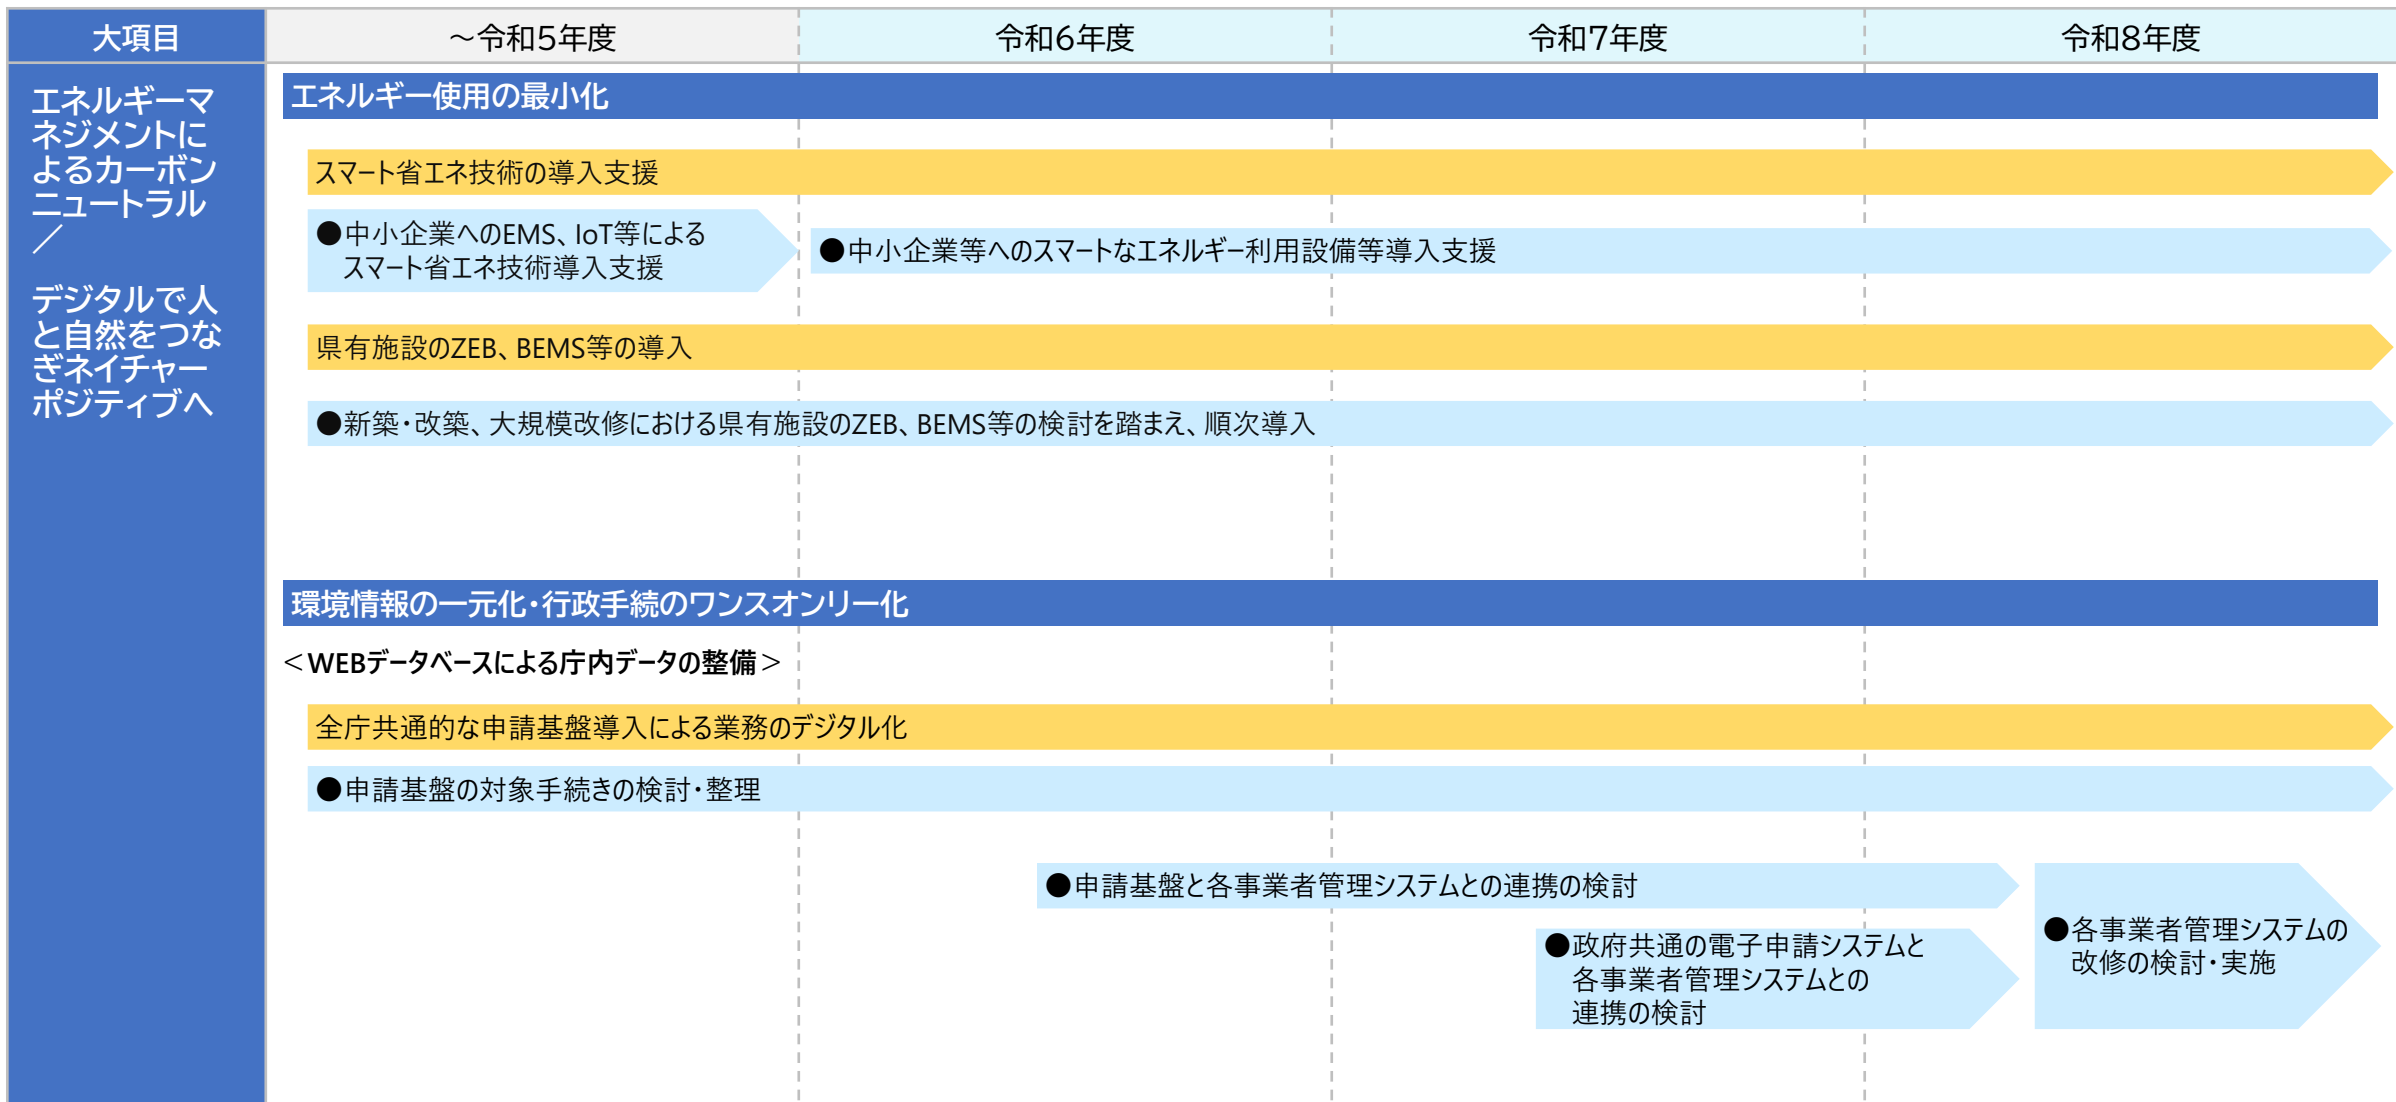 大項目
～令和5年度
令和6年度
令和7年度
令和8年度
エネルギーマ
ネジメントに
よるカーボン
ニュートラル
／
デジタルで人
と自然をつな
ぎネイチャー
ポジティブへ
エネルギー使用の最小化
スマート省エネ技術の導入支援
●中小企業へのEMS、IoT等による
スマート省エネ技術導入支援
●中小企業等へのスマートなエネルギー利用設備等導入支援
県有施設のZEB、BEMS等の導入
●新築・改築、大規模改修における県有施設のZEB、BEMS等の検討を踏まえ、順次導入
環境情報の一元化・行政手続のワンスオンリー化
＜WEBデータベースによる庁内データの整備＞
全庁共通的な申請基盤導入による業務のデジタル化
●申請基盤の対象手続きの検討・整理
●申請基盤と各事業者管理システムとの連携の検討
●政府共通の電子申請システムと
各事業者管理システムとの
連携の検討
●各事業者管理システムの
改修の検討・実施